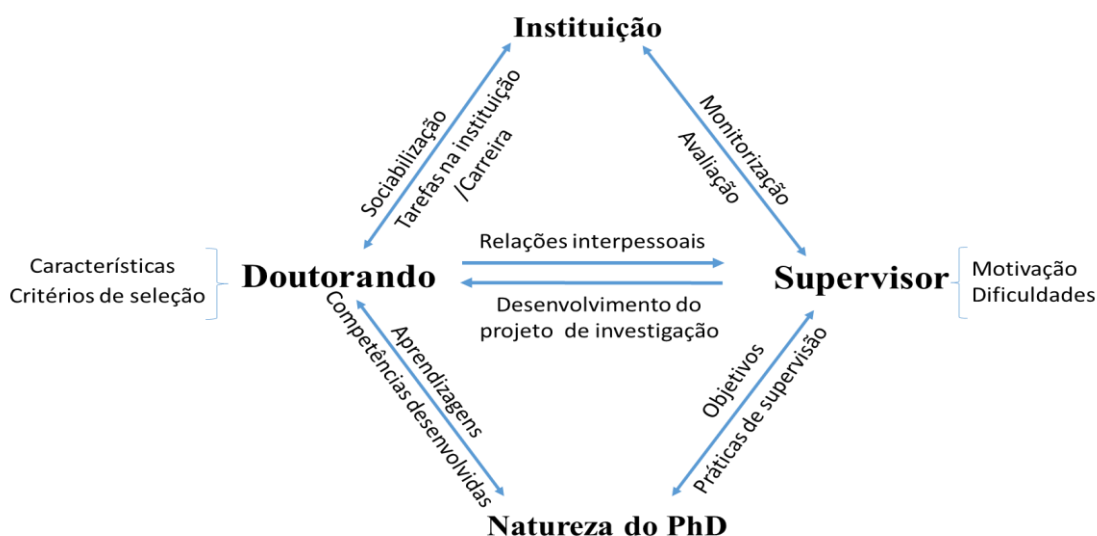 Instituição
Sociabilização
Tarefas na instituição
/Carreira
Monitorização
Avaliação
Características
Critérios de seleção
Doutorando
Relações interpessoais
Desenvolvimento do
projeto de investigação
Supervisor
Motivação
Dificuldades
Aprendizagens
Competências desenvolvidas
Objetivos
Práticas de supervisão
Natureza do PhD